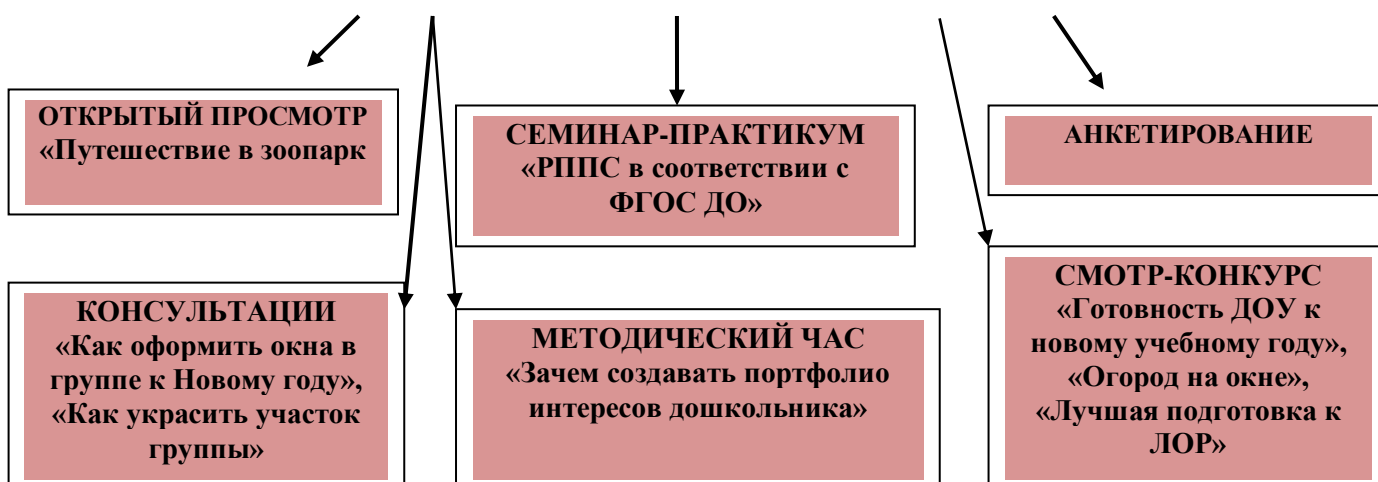 ОТКРЫТЫЙ ПРОСМОТР
«Путешествие в зоопарк
СЕМИНАР-ПРАКТИКУМ
«РППС в соответствии с
ФГОС ДО»
АНКЕТИРОВАНИЕ
КОНСУЛЬТАЦИИ
«Как оформить окна в
группе к Новому году»,
«Как украсить участок
группы»
МЕТОДИЧЕСКИЙ ЧАС
«Зачем создавать портфолио
интересов дошкольника»
СМОТР-КОНКУРС
«Готовность ДОУ к
новому учебному году»,
«Огород на окне»,
«Лучшая подготовка к
ЛОР»